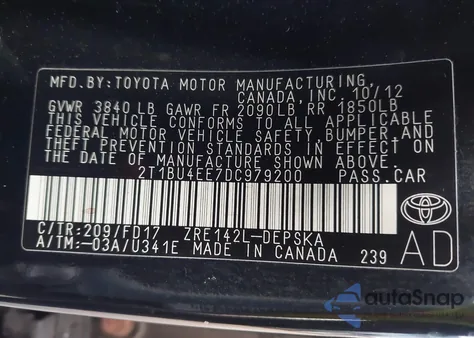 MFD.BY:TOYOTA MOTOR MANUFACTURING,
CANADA, INC. 10/12
GVWR 3840 LB GAWR FR 2090LB RR 1850LB
THIS VEHICLE CONFORMS TO ALL APPLICABLE
FEDERAL MOTOR VEHICLE SAFETY, BUMPER, AND
THEFT PREVENTION STANDARDS IN EFFECT ON
THE DATE OF MANUFACTURE SHOWN ABOVE.
2T1BU4EE7DC979200 PASS.CAR
C/TR:209/FD17 ZRE142L-DEPSKA
A/TM:-03A/U341E MADE IN CANADA 239
TOYOTA
AD
autoSnap